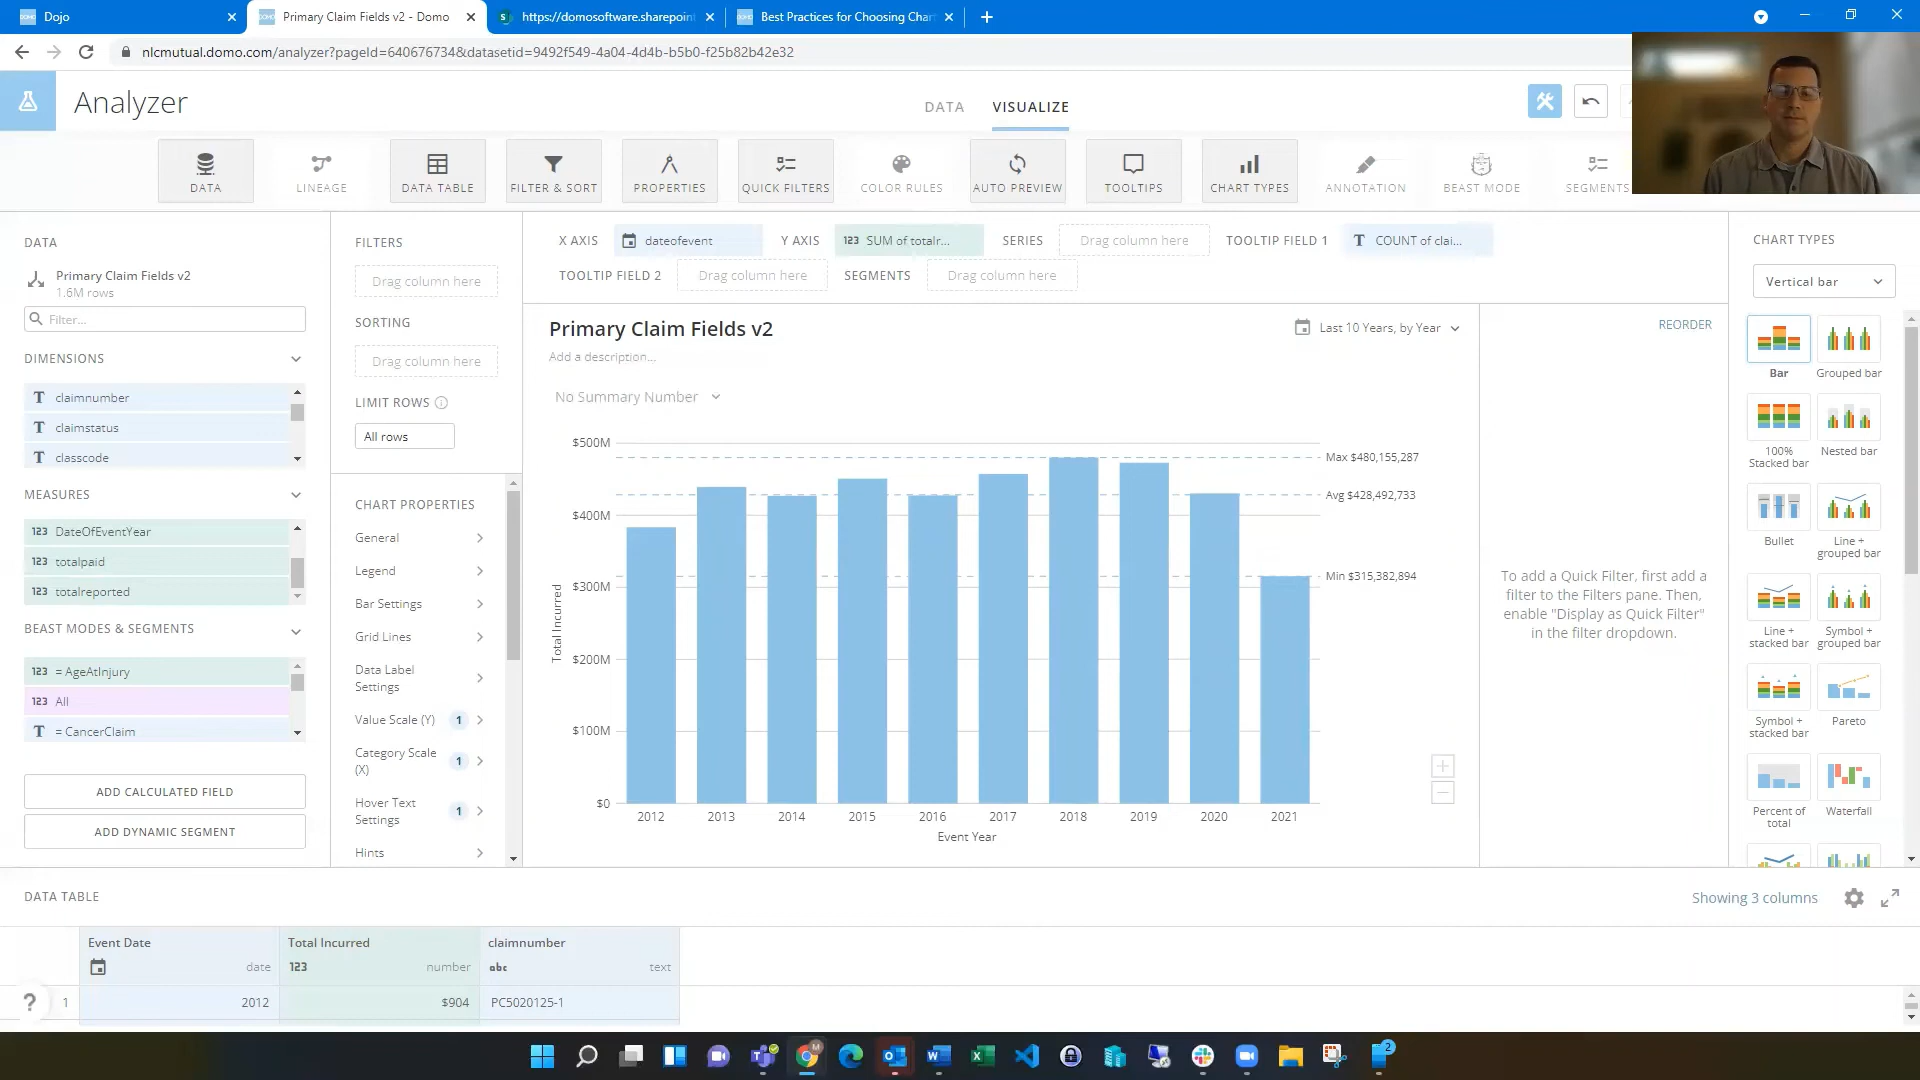 Dojo
Primary Claim Fields v2 - Domo
https://domosoftware.sharepoint
Best Practices for Choosing Char
nlcmutual.domo.com/analyzer?pageId=640676734&datasetid=9492f549-4a04-4d4b-b5b0-f25b82b42e32
Analyzer
DATA
VISUALIZE
DATA
LINEAGE
DATA TABLE
FILTER & SORT
PROPERTIES
QUICK FILTERS
COLOR RULES
AUTO PREVIEW
TOOLTIPS
CHART TYPES
ANNOTATION
BEAST MODE
SEGMENTS
DATA
Primary Claim Fields v2
1.6M rows
Filter...
DIMENSIONS
T claimnumber
T claimstatus
T classcode
MEASURES
123 DateOfEventYear
123 totalpaid
123 totalreported
BEAST MODES & SEGMENTS
123 = AgeAtInjury
123 All
T = CancerClaim
ADD CALCULATED FIELD
ADD DYNAMIC SEGMENT
FILTERS
Drag column here
SORTING
Drag column here
LIMIT ROWS
All rows
CHART PROPERTIES
General
Legend
Bar Settings
Grid Lines
Data Label
Settings
Value Scale (Y) 1
Category Scale
(X) 1
Hover Text
Settings 1
Hints
X AXIS dateofevent Y AXIS 123 SUM of totalr... SERIES Drag column here TOOLTIP FIELD 1 T COUNT of clai...
TOOLTIP FIELD 2 Drag column here SEGMENTS Drag column here
Primary Claim Fields v2
Last 10 Years, by Year
Add a description...
No Summary Number
$500M
$400M
$300M
$200M
$100M
$0
Total Incurred
Max $480,155,287
Avg $428,492,733
Min $315,382,894
2012 2013 2014 2015 2016 2017 2018 2019 2020 2021
Event Year
REORDER
To add a Quick Filter, first add a
filter to the Filters pane. Then,
enable "Display as Quick Filter"
in the filter dropdown.
CHART TYPES
Vertical bar
Bar
Grouped bar
100%
Stacked bar
Nested bar
Bullet
Line +
grouped bar
Line +
stacked bar
Symbol +
grouped bar
Symbol +
stacked bar
Pareto
Percent of
total
Waterfall
DATA TABLE
Showing 3 columns
Event Date
date
Total Incurred
123 number
claimnumber
abc text
? 1 2012 $904 PC5020125-1
M
2